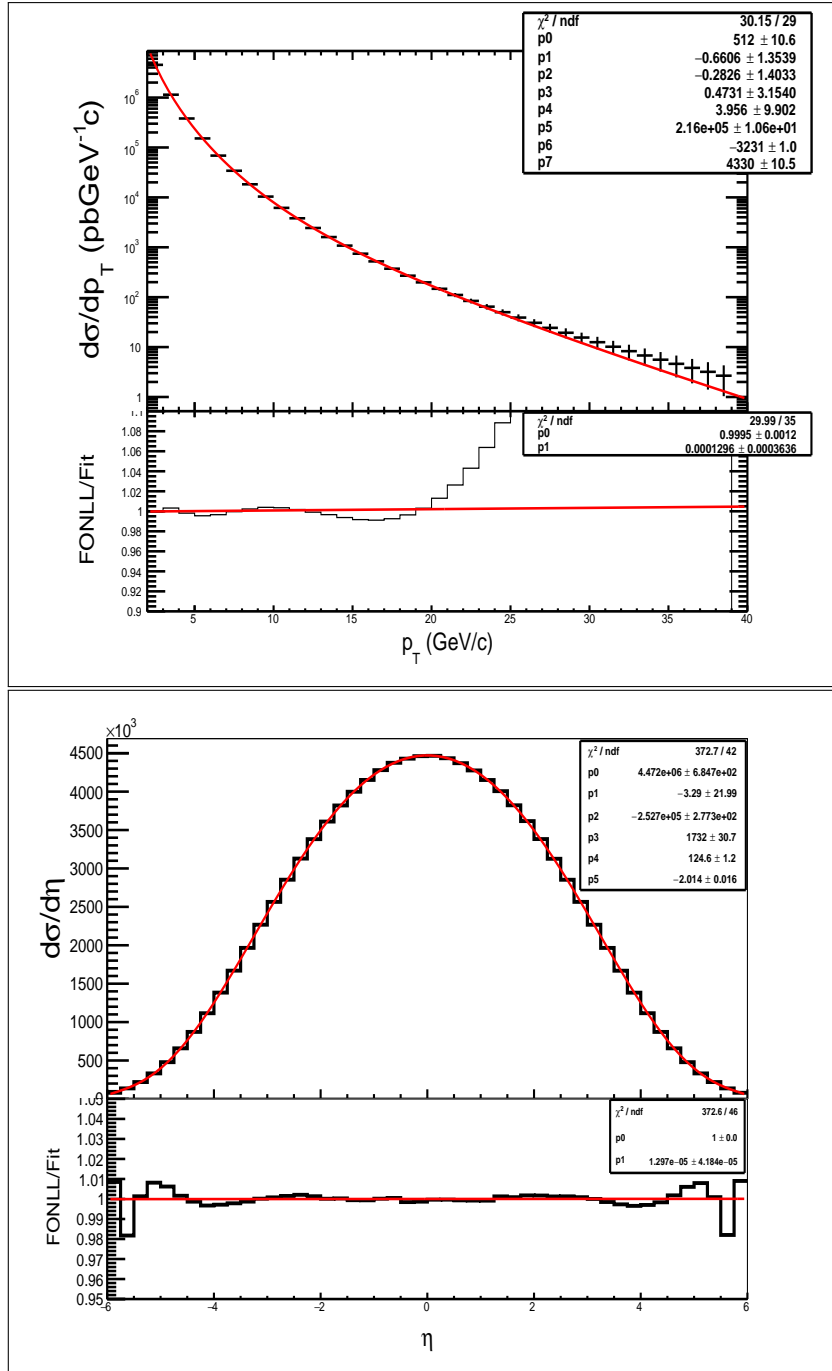 χ² / ndf 30.15 / 29
p0 512 ± 10.6
p1 −0.6606 ± 1.3539
p2 −0.2826 ± 1.4033
p3 0.4731 ± 3.1540
p4 3.956 ± 9.902
p5 2.16e+05 ± 1.06e+01
p6 −3231 ± 1.0
p7 4330 ± 10.5
dσ/dp_T (pbGeV⁻¹c)
10⁶
10⁵
10⁴
10³
10²
10
1
χ² / ndf 29.99 / 35
p0 0.9995 ± 0.0012
p1 0.0001296 ± 0.0003636
FONLL/Fit
1.1
1.08
1.06
1.04
1.02
1
0.98
0.96
0.94
0.92
0.9
5 10 15 20 25 30 35 40
p_T (GeV/c)
×10³
χ² / ndf 372.7 / 42
p0 4.472e+06 ± 6.847e+02
p1 −3.29 ± 21.99
p2 −2.527e+05 ± 2.773e+02
p3 1732 ± 30.7
p4 124.6 ± 1.2
p5 −2.014 ± 0.016
dσ/dη
4500
4000
3500
3000
2500
2000
1500
1000
500
0
χ² / ndf 372.6 / 46
p0 1 ± 0.0
p1 1.297e−05 ± 4.184e−05
FONLL/Fit
1.05
1.04
1.03
1.02
1.01
1
0.99
0.98
0.97
0.96
0.95
−6 −4 −2 0 2 4 6
η